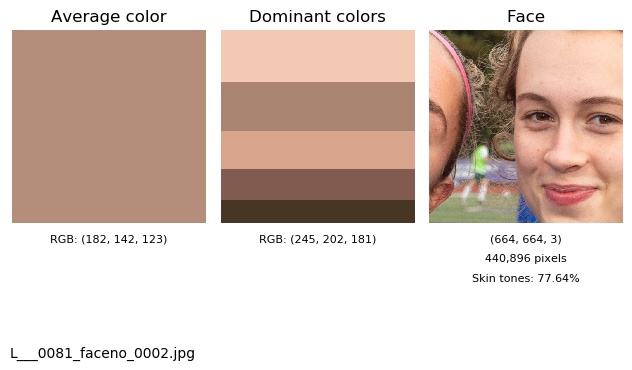 Average color
Dominant colors
Face
RGB: (182, 142, 123)
RGB: (245, 202, 181)
(664, 664, 3)
440,896 pixels
Skin tones: 77.64%
L___0081_faceno_0002.jpg